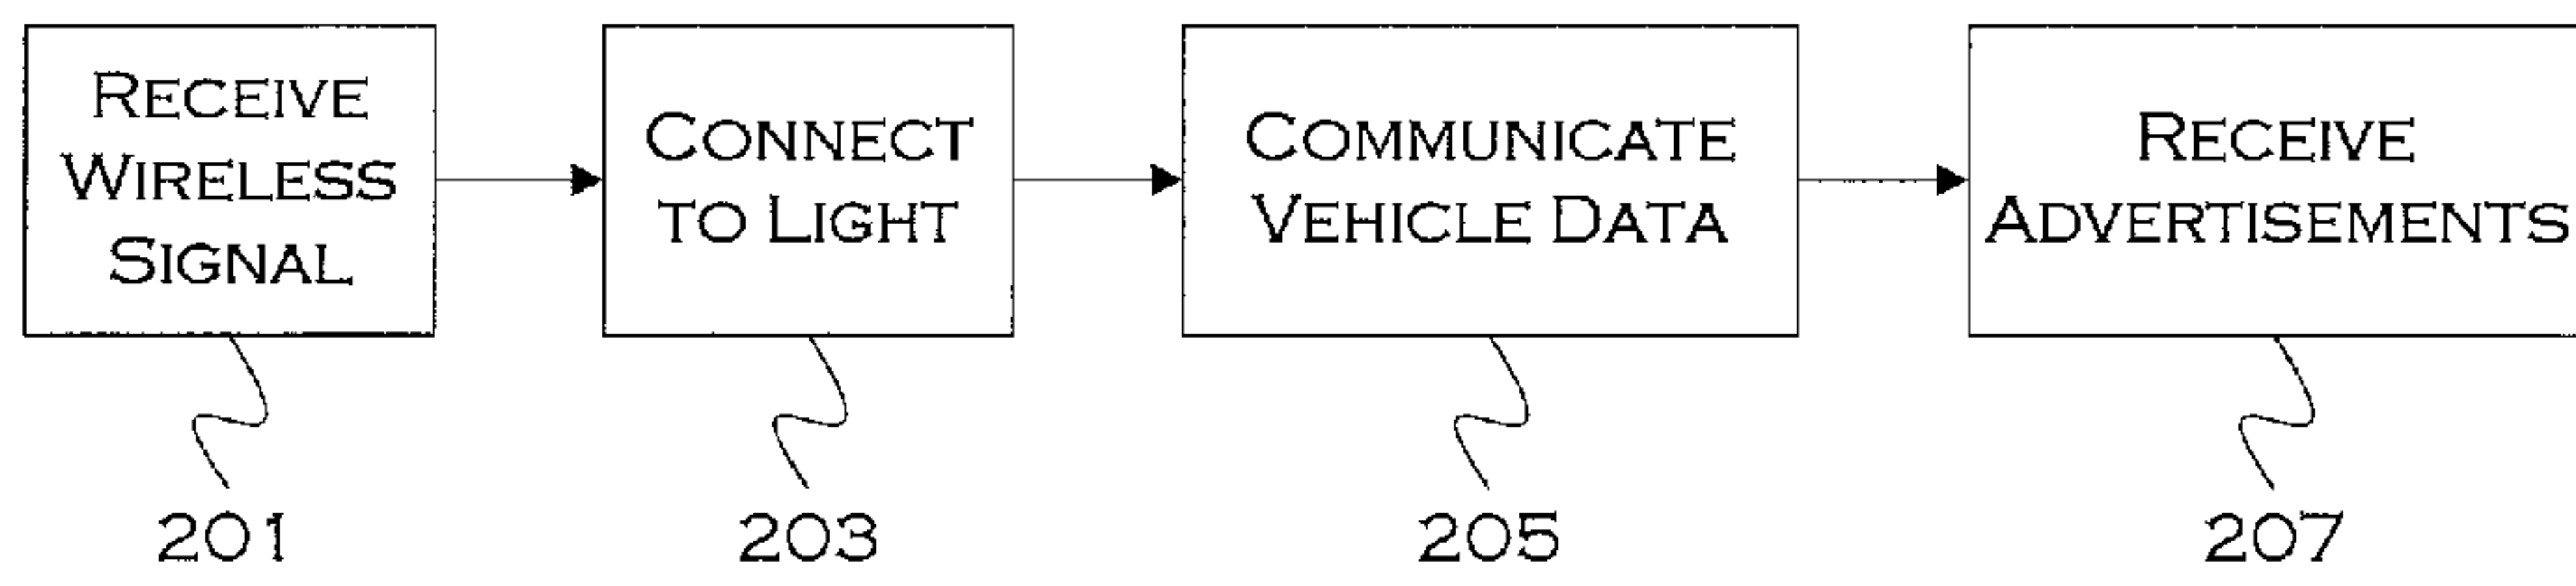 RECEIVE
WIRELESS
SIGNAL
CONNECT
TO LIGHT
COMMUNICATE
VEHICLE DATA
RECEIVE
ADVERTISEMENTS
201
203
205
207